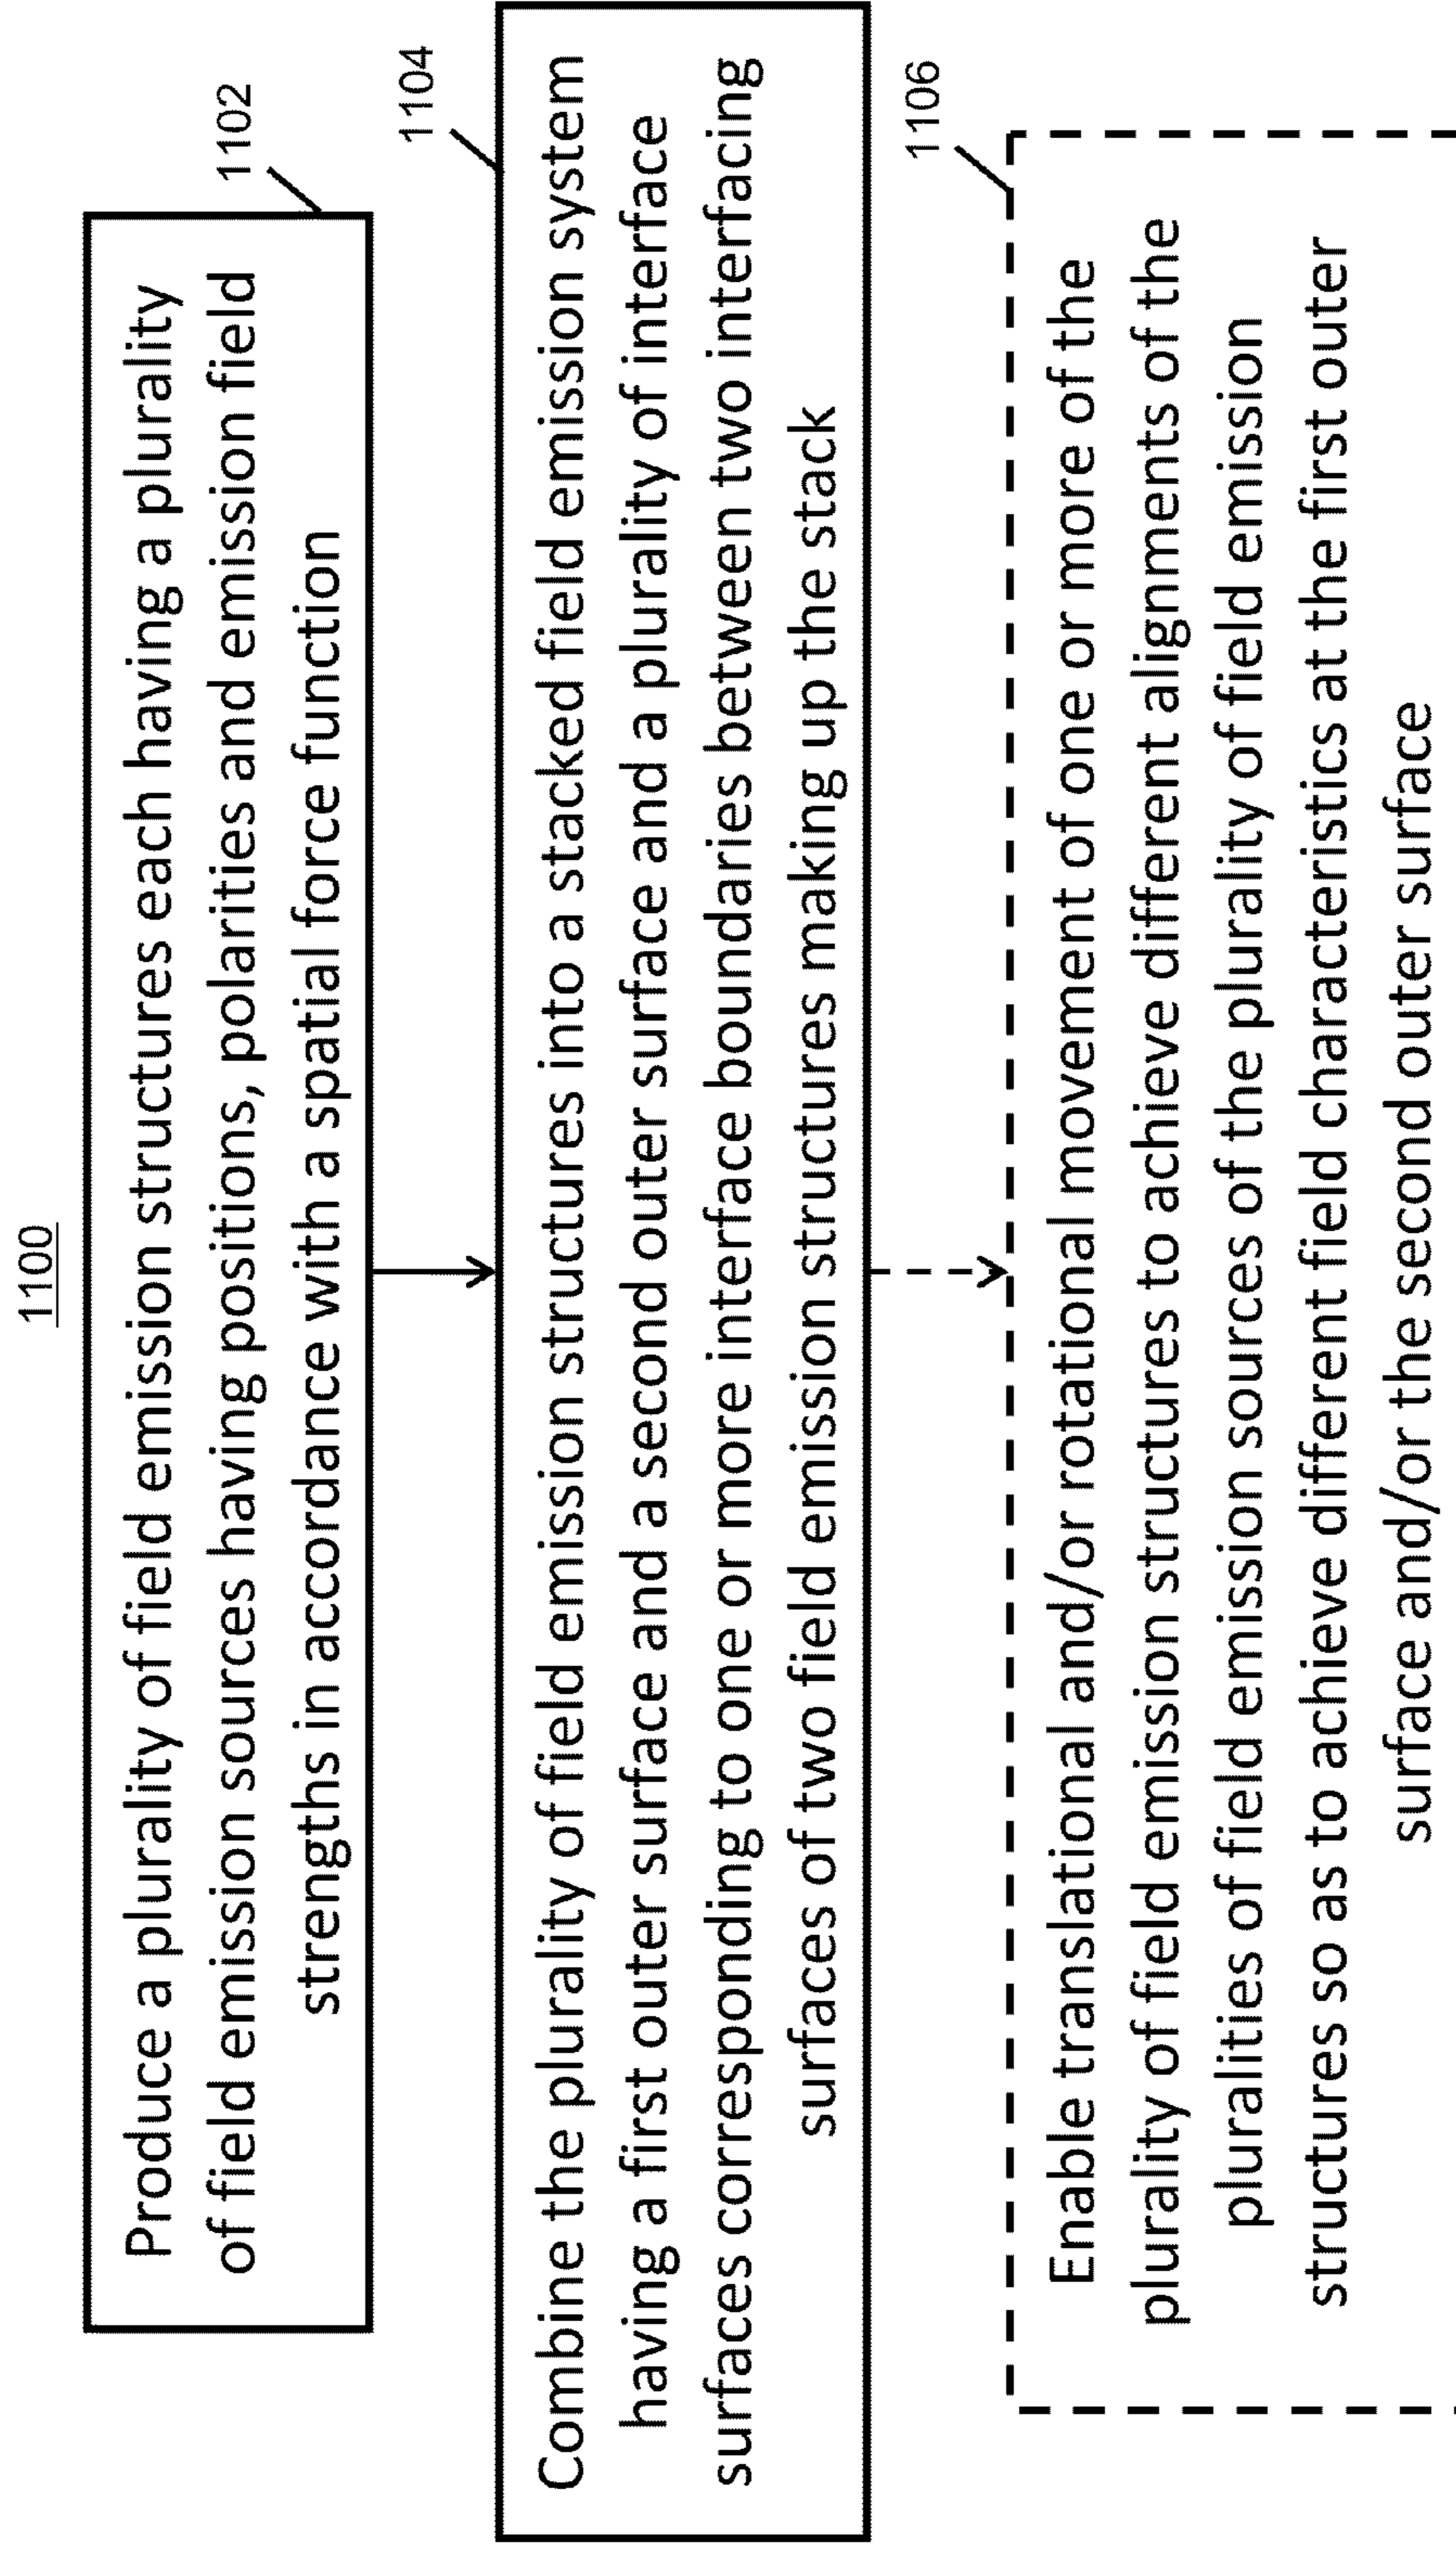 1100
1102
Produce a plurality of field emission structures each having a plurality
of field emission sources having positions, polarities and emission field
strengths in accordance with a spatial force function
1104
Combine the plurality of field emission structures into a stacked field emission system
having a first outer surface and a second outer surface and a plurality of interface
surfaces corresponding to one or more interface boundaries between two interfacing
surfaces of two field emission structures making up the stack
1106
Enable translational and/or rotational movement of one or more of the
plurality of field emission structures to achieve different alignments of the
pluralities of field emission sources of the plurality of field emission
structures so as to achieve different field characteristics at the first outer
surface and/or the second outer surface